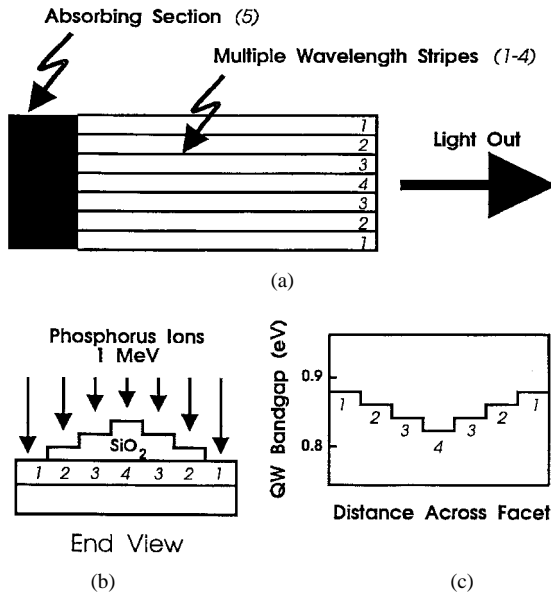 Absorbing Section (5)
Multiple Wavelength Stripes (1-4)
1
2
3
4
3
2
1
Light Out
(a)
Phosphorus Ions
1 MeV
SiO2
1 2 3 4 3 2 1
End View
(b)
QW Bandgap (eV)
0.9
0.8
1 2 3 4 3 2 1
Distance Across Facet
(c)